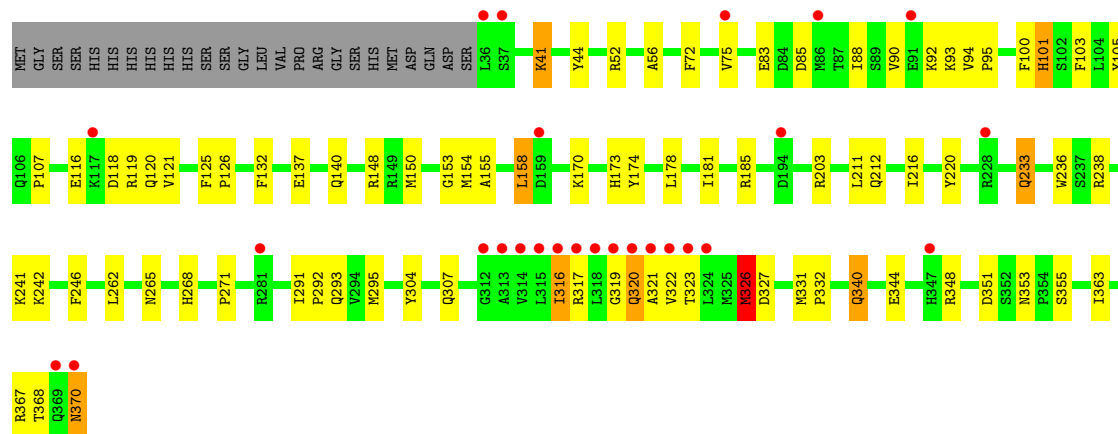 MET GLY SER SER HIS HIS HIS HIS HIS HIS SER SER GLY LEU VAL PRO ARG GLY SER HIS MET ASP GLN ASP SER L36 S37 K41 Y44 R52 A56 F72 V75 E83 D84 D85 M86 T87 I88 S89 V90 E91 K92 K93 V94 P95 F100 H101 S102 F103 L104 Y105
Q106 P107 E116 K117 D118 R119 Q120 V121 F125 P126 F132 E137 Q140 R148 R149 M150 G153 M154 A155 L158 D159 K170 H173 Y174 L178 I181 R185 D194 R203 L211 Q212 I216 Y220 R228 Q233 W236 S237 R238
K241 K242 F246 L262 N265 H268 P271 R281 I291 P292 Q293 V294 M295 Y304 Q307 G312 A313 V314 L315 I316 R317 L318 G319 Q320 A321 V322 T323 L324 M325 M326 D327 M331 P332 Q340 E344 H347 R348 D351 S352 N353 P354 S355 I363
R367 T368 Q369 N370